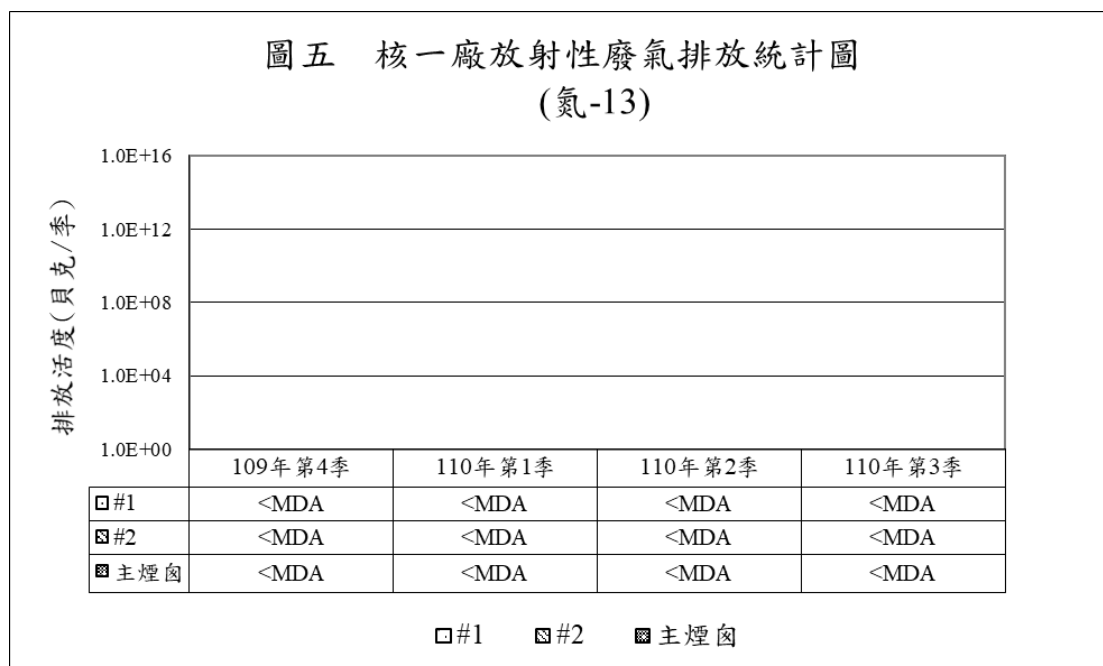 圖五 核一廠放射性廢氣排放統計圖
(氮-13)
排放活度(貝克/季)
1.0E+16
1.0E+12
1.0E+08
1.0E+04
1.0E+00
109年第4季 110年第1季 110年第2季 110年第3季
#1 <MDA <MDA <MDA <MDA
#2 <MDA <MDA <MDA <MDA
主煙囪 <MDA <MDA <MDA <MDA
#1 #2 主煙囪